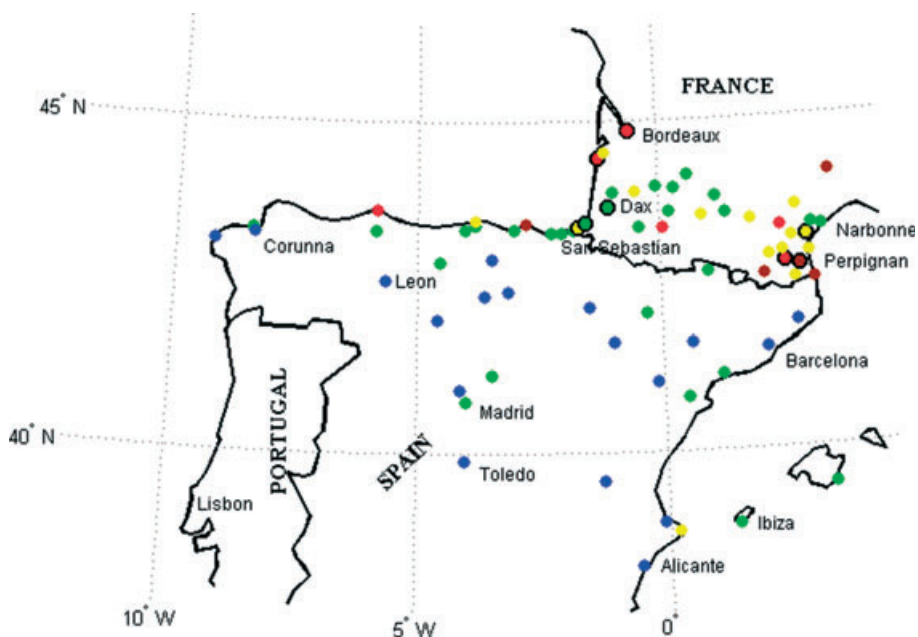 FRANCE
45° N
Bordeaux
Dax
Corunna
San Sebastían
Narbonne
Leon
Perpignan
Barcelona
PORTUGAL
Madrid
40° N
SPAIN
Toledo
Lisbon
Ibiza
Alicante
10° W
5° W
0°